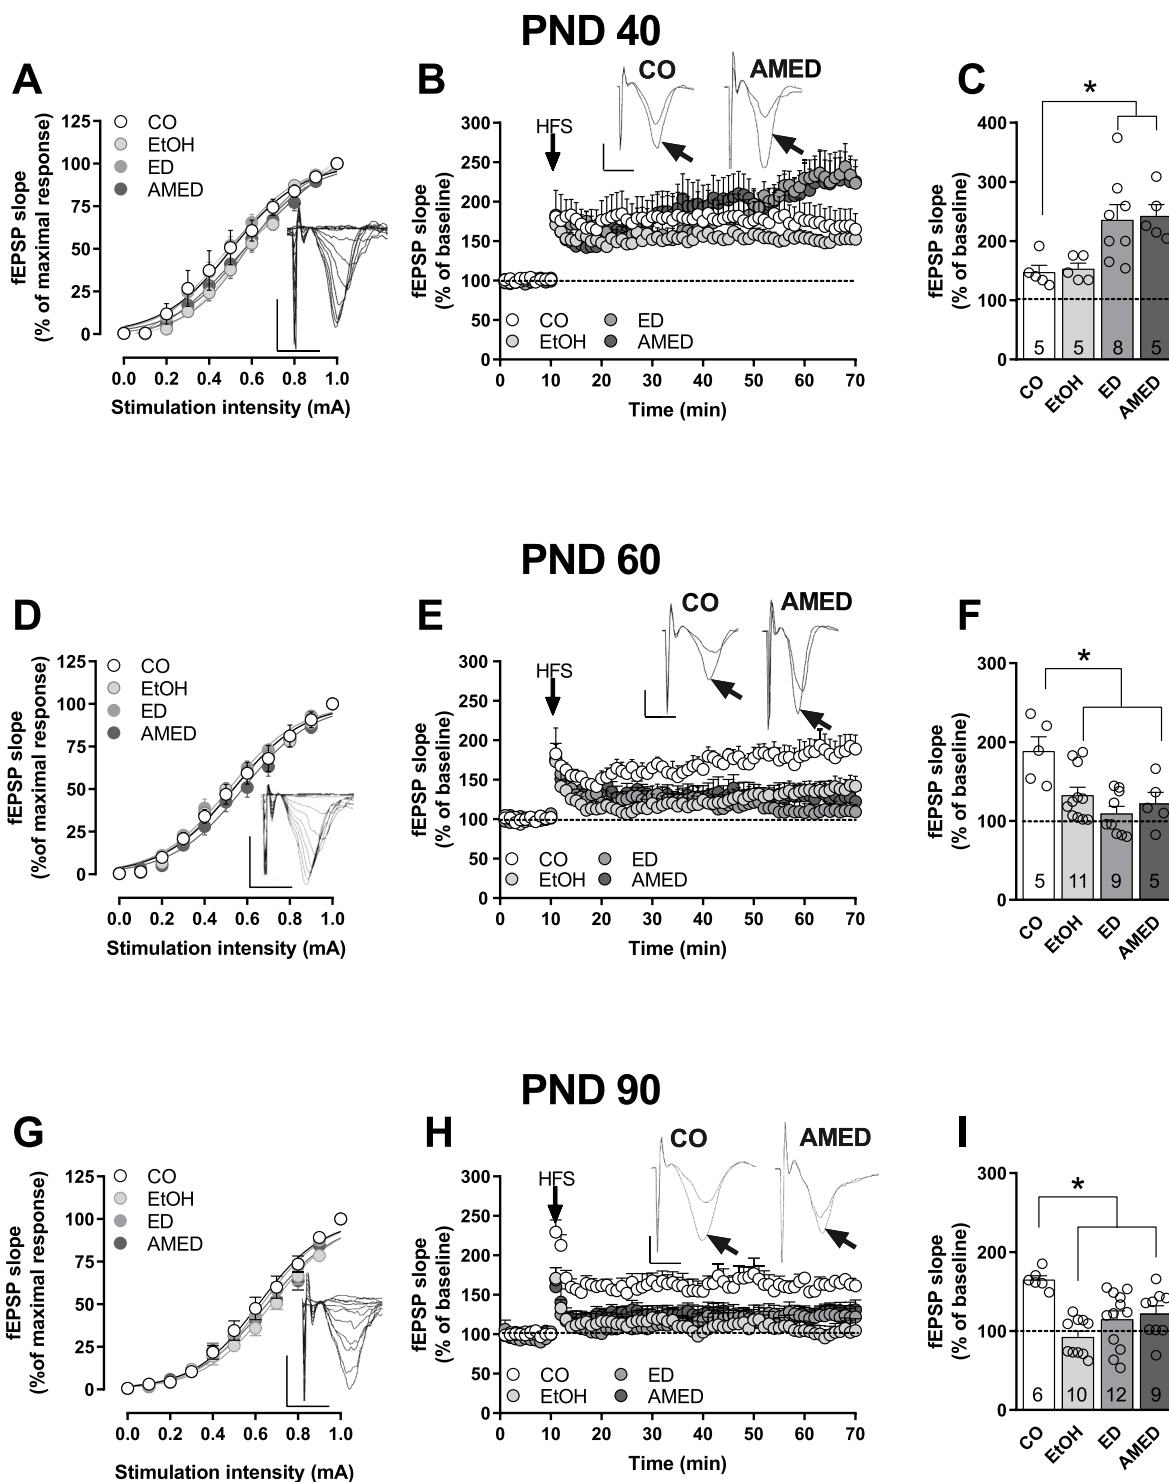 PND 40
A
125
100
75
50
25
0
fEPSP slope
(% of maximal response)
CO
EtOH
ED
AMED
0.0 0.2 0.4 0.6 0.8 1.0
Stimulation intensity (mA)
B
CO AMED
HFS
300
250
200
150
100
50
0
fEPSP slope
(% of baseline)
CO ED
EtOH AMED
0 10 20 30 40 50 60 70
Time (min)
C
*
400
300
200
100
0
fEPSP slope
(% of baseline)
5 5 8 5
CO EtOH ED AMED
PND 60
D
125
100
75
50
25
0
fEPSP slope
(%of maximal response)
CO
EtOH
ED
AMED
0.0 0.2 0.4 0.6 0.8 1.0
Stimulation intensity (mA)
E
CO AMED
HFS
300
250
200
150
100
50
0
fEPSP slope
(% of baseline)
CO ED
EtOH AMED
0 10 20 30 40 50 60 70
Time (min)
F
*
300
200
100
0
fEPSP slope
(% of baseline)
5 11 9 5
CO EtOH ED AMED
PND 90
G
125
100
75
50
25
0
fEPSP slope
(%of maximal response)
CO
EtOH
ED
AMED
0.0 0.2 0.4 0.6 0.8 1.0
Stimulation intensity (mA)
H
CO AMED
HFS
300
250
200
150
100
50
0
fEPSP slope
(% of baseline)
CO ED
EtOH AMED
0 10 20 30 40 50 60 70
Time (min)
I
*
300
200
100
0
fEPSP slope
(% of baseline)
6 10 12 9
CO EtOH ED AMED